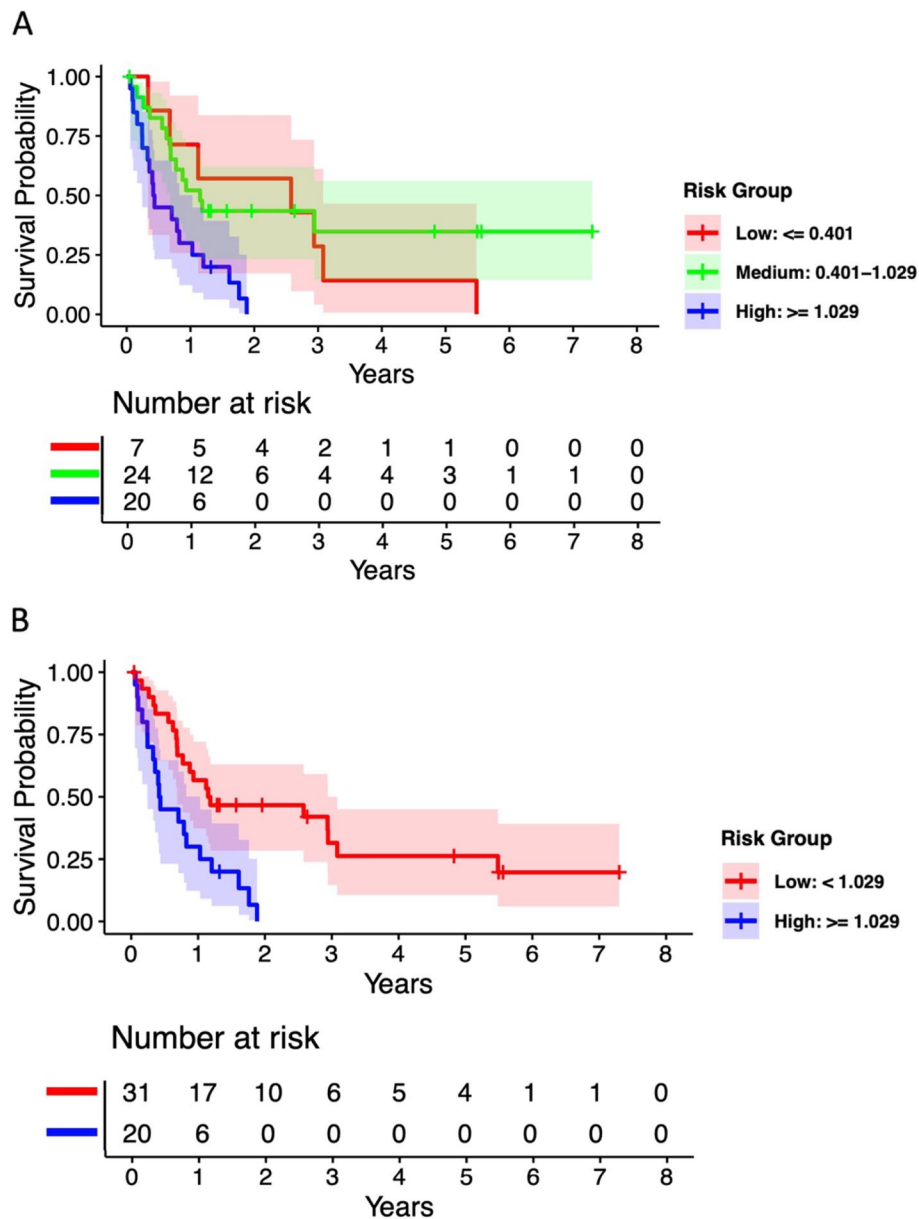 A
Survival Probability
1.00
0.75
0.50
0.25
0.00
0 1 2 3 4 5 6 7 8
Years
Risk Group
Low: <= 0.401
Medium: 0.401–1.029
High: >= 1.029
Number at risk
7 5 4 2 1 1 0 0 0
24 12 6 4 4 3 1 1 0
20 6 0 0 0 0 0 0 0
0 1 2 3 4 5 6 7 8
Years
B
Survival Probability
1.00
0.75
0.50
0.25
0.00
0 1 2 3 4 5 6 7 8
Years
Risk Group
Low: < 1.029
High: >= 1.029
Number at risk
31 17 10 6 5 4 1 1 0
20 6 0 0 0 0 0 0 0
0 1 2 3 4 5 6 7 8
Years